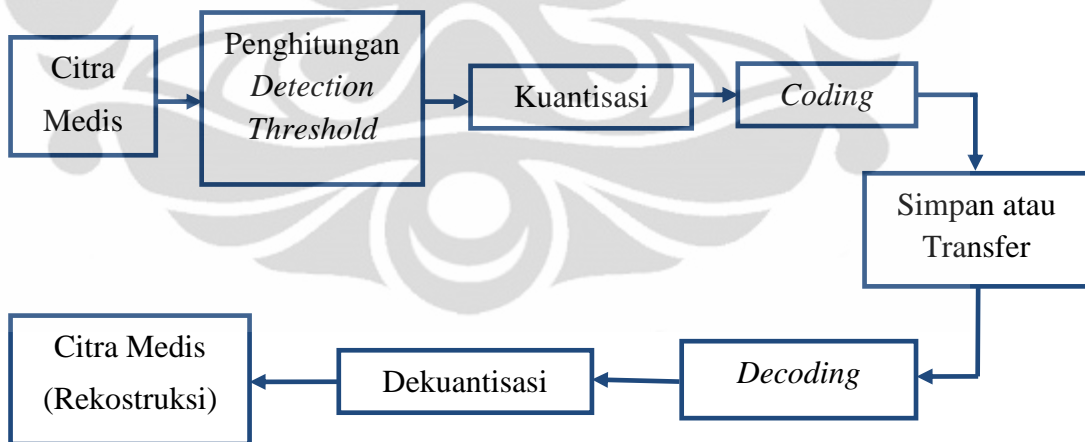 Citra
Medis
Penghitungan
Detection
Threshold
Kuantisasi
Coding
Simpan atau
Transfer
Decoding
Dekuantisasi
Citra Medis
(Rekostruksi)